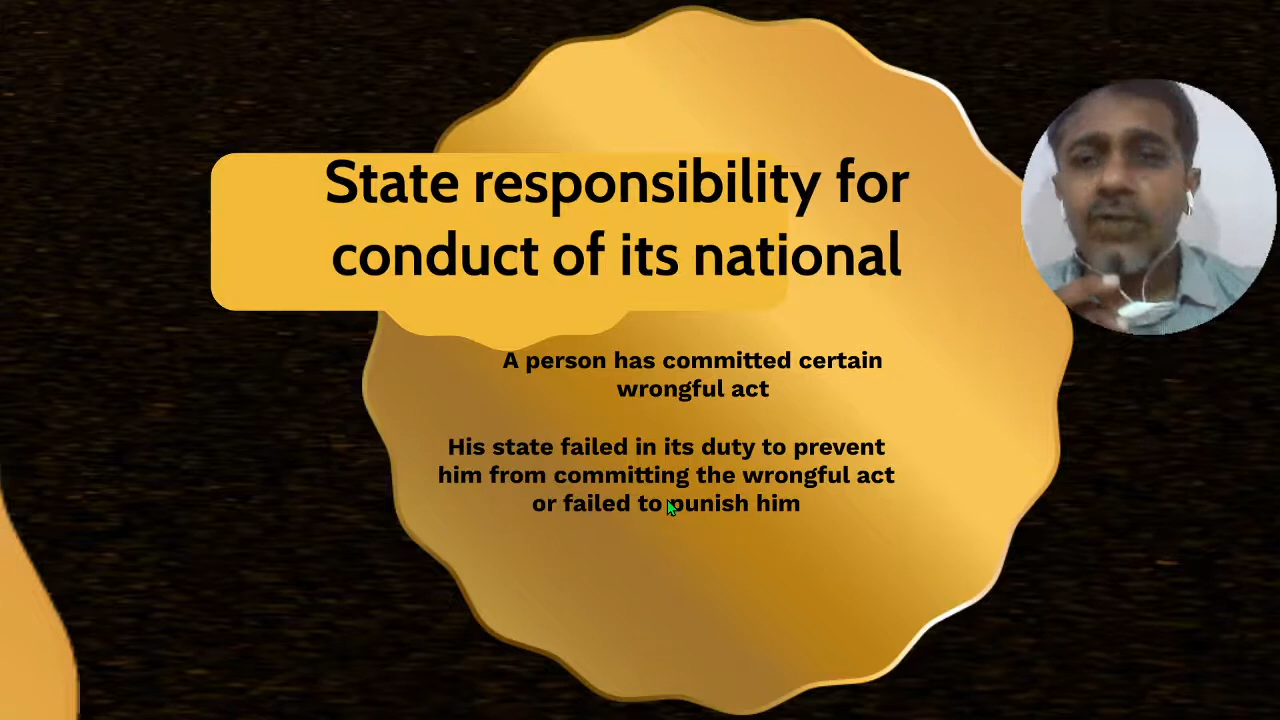 State responsibility for
conduct of its national
A person has committed certain
wrongful act
His state failed in its duty to prevent
him from committing the wrongful act
or failed to punish him